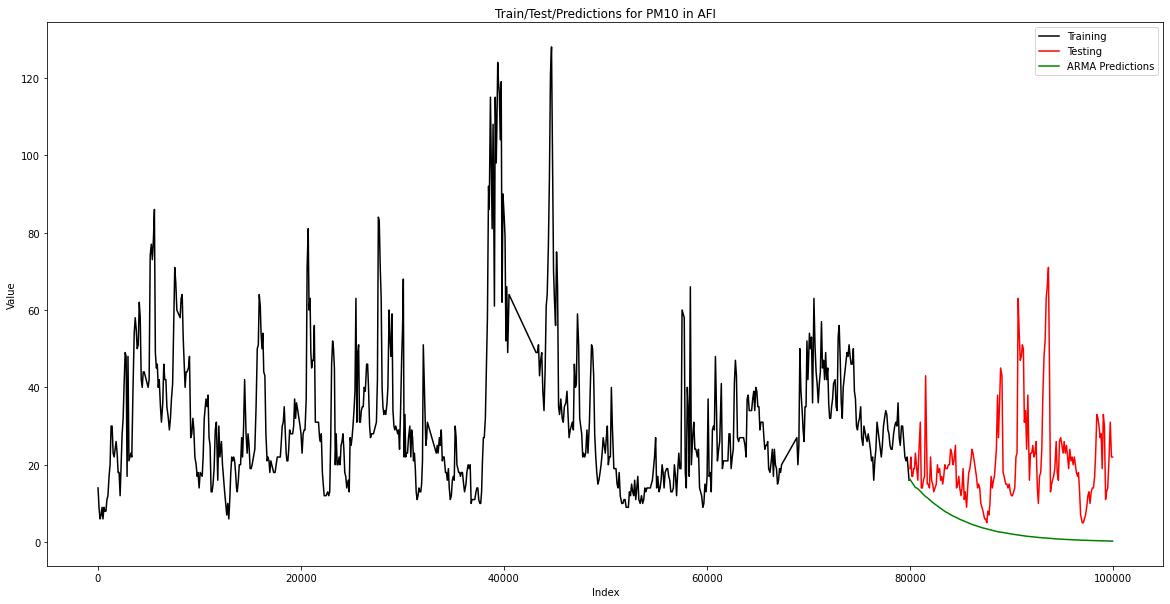 Train/Test/Predictions for PM10 in AFI
Training
Testing
ARMA Predictions
Value
120
100
80
60
40
20
0
0 20000 40000 60000 80000 100000
Index